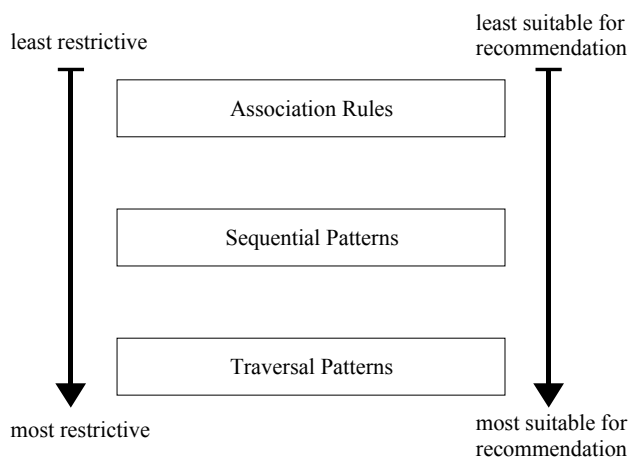 least restrictive
least suitable for
recommendation
Association Rules
Sequential Patterns
Traversal Patterns
most restrictive
most suitable for
recommendation